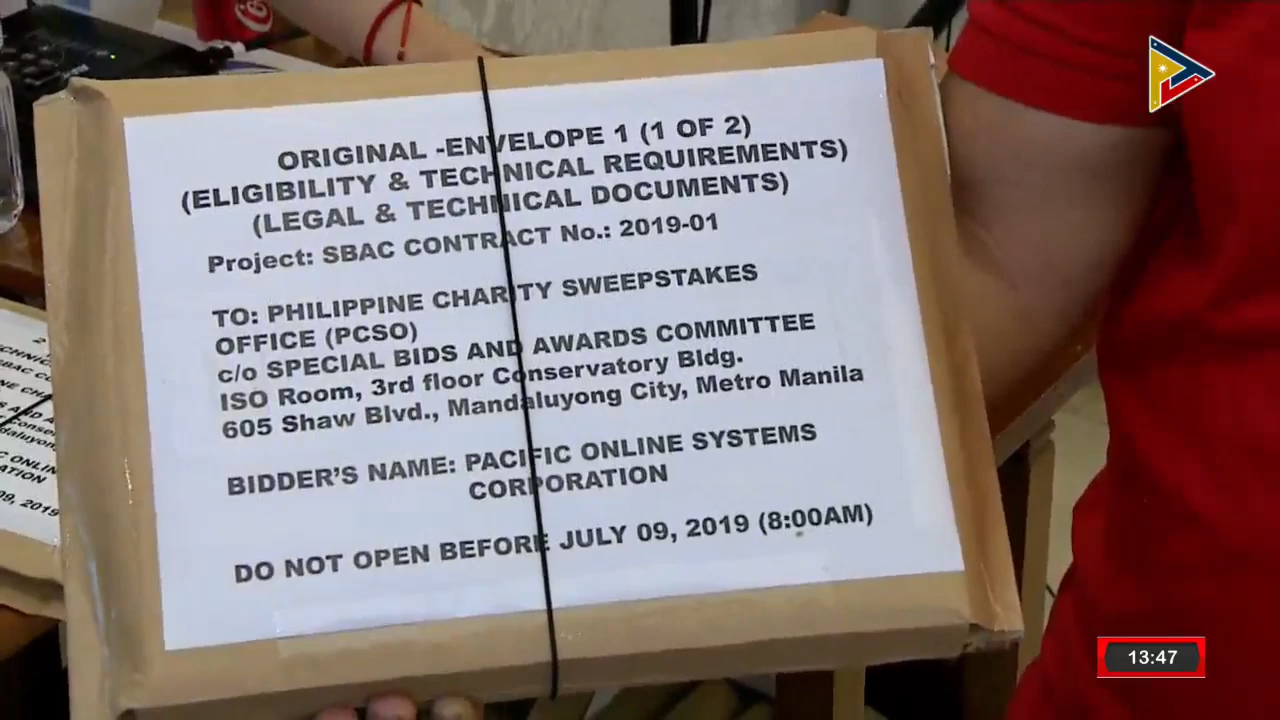 ORIGINAL -ENVELOPE 1 (1 OF 2)
(ELIGIBILITY & TECHNICAL REQUIREMENTS)
(LEGAL & TECHNICAL DOCUMENTS)
Project: SBAC CONTRACT No.: 2019-01
TO: PHILIPPINE CHARITY SWEEPSTAKES
OFFICE (PCSO)
c/o SPECIAL BIDS AND AWARDS COMMITTEE
ISO Room, 3rd floor Conservatory Bldg.
605 Shaw Blvd., Mandaluyong City, Metro Manila
BIDDER'S NAME: PACIFIC ONLINE SYSTEMS
CORPORATION
DO NOT OPEN BEFORE JULY 09, 2019 (8:00AM)
09, 2019
13:47